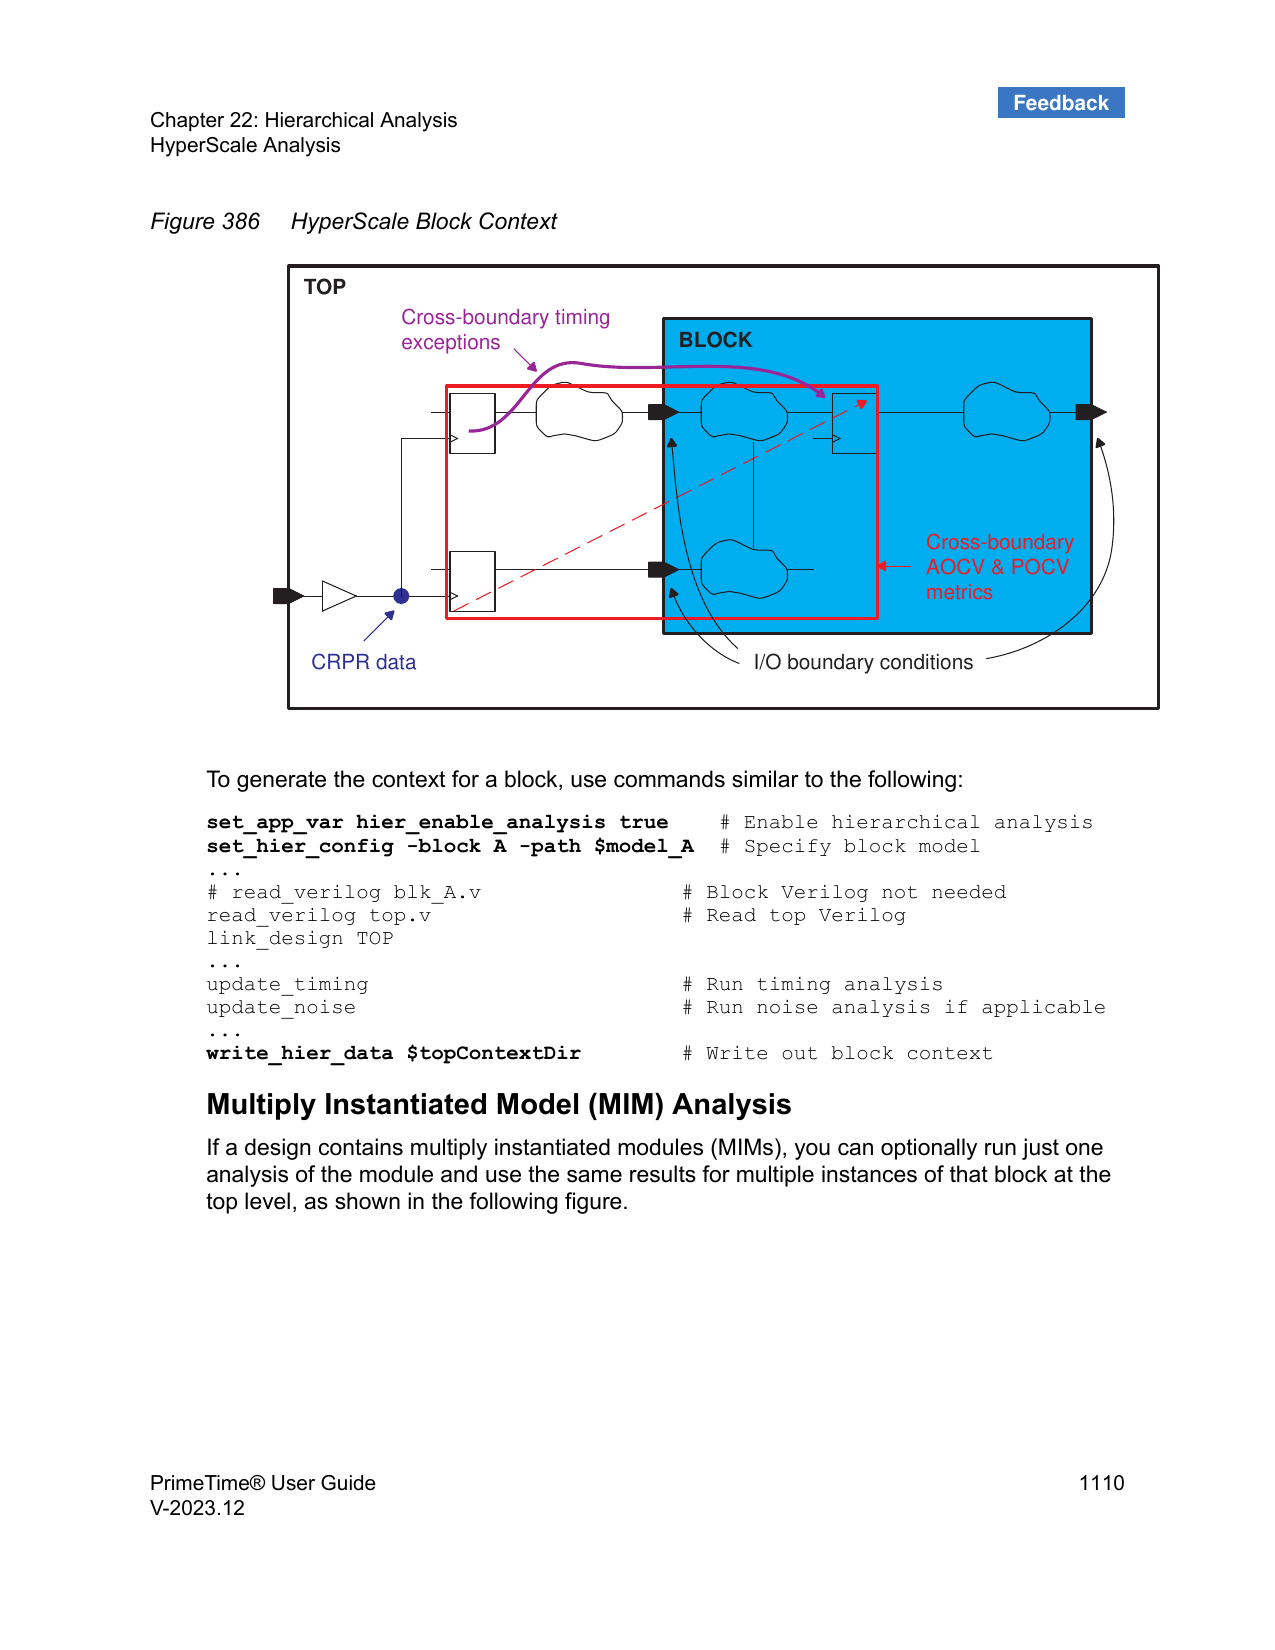 Feedback
Chapter 22: Hierarchical Analysis
HyperScale Analysis
Figure 386 HyperScale Block Context
TOP
Cross-boundary timing
exceptions
BLOCK
Cross-boundary
AOCV & POCV
metrics
CRPR data
I/O boundary conditions
To generate the context for a block, use commands similar to the following:
set_app_var hier_enable_analysis true # Enable hierarchical analysis
set_hier_config -block A -path $model_A # Specify block model
...
# read_verilog blk_A.v # Block Verilog not needed
read_verilog top.v # Read top Verilog
link_design TOP
...
update_timing # Run timing analysis
update_noise # Run noise analysis if applicable
...
write_hier_data $topContextDir # Write out block context
Multiply Instantiated Model (MIM) Analysis
If a design contains multiply instantiated modules (MIMs), you can optionally run just one
analysis of the module and use the same results for multiple instances of that block at the
top level, as shown in the following figure.
PrimeTime® User Guide 1110
V-2023.12